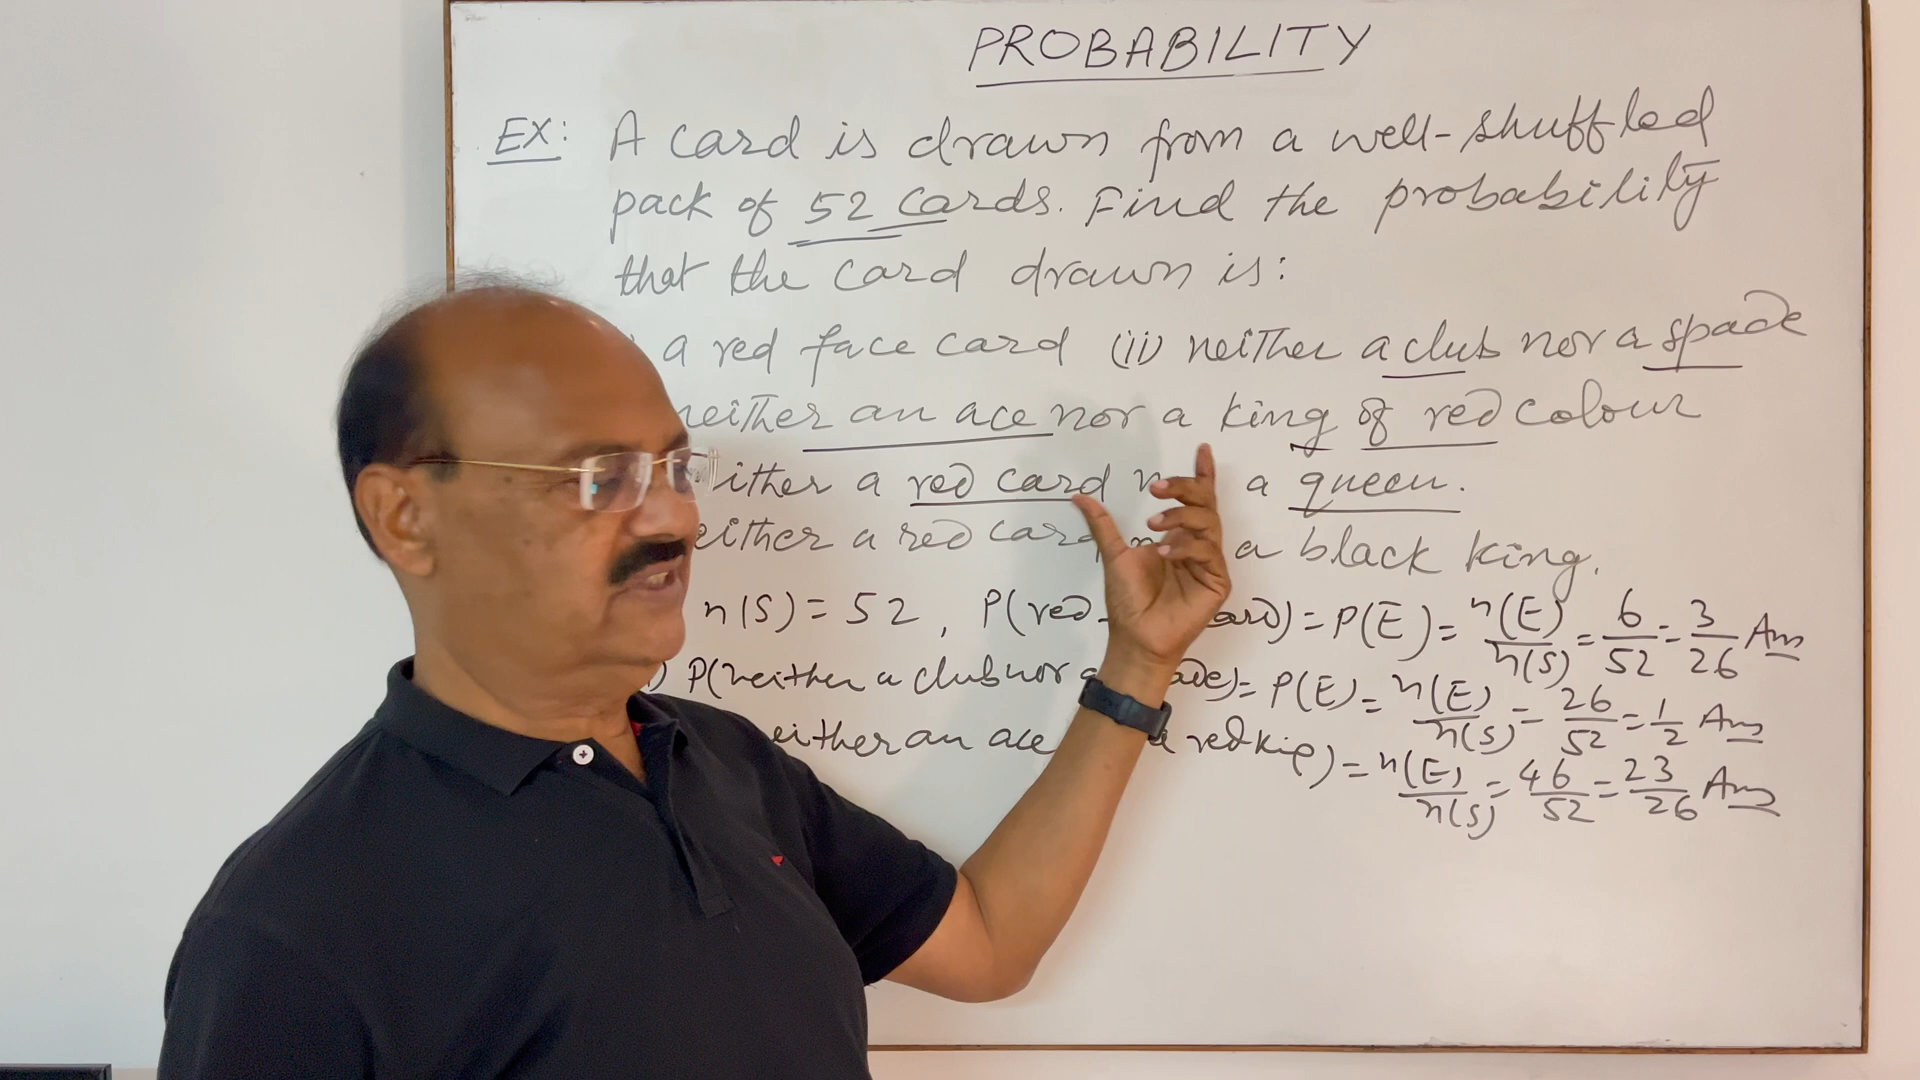 PROBABILITY
EX: A card is drawn from a well-shuffled
pack of 52 cards. Find the probability
that the card drawn is:
a red face card (ii) neither a club nor a spade
neither an ace nor a king of red colour
ither a red card a queen.
either a red card a black king.
n(S) = 52, P(red ard) = P(E) = n(E)/n(S) = 6/52 = 3/26 Ans
) P(neither a club nor a ade) = P(E) = n(E)/n(S) = 26/52 = 1/2 Ans
either an ace red king) = n(E)/n(S) = 46/52 = 23/26 Ans